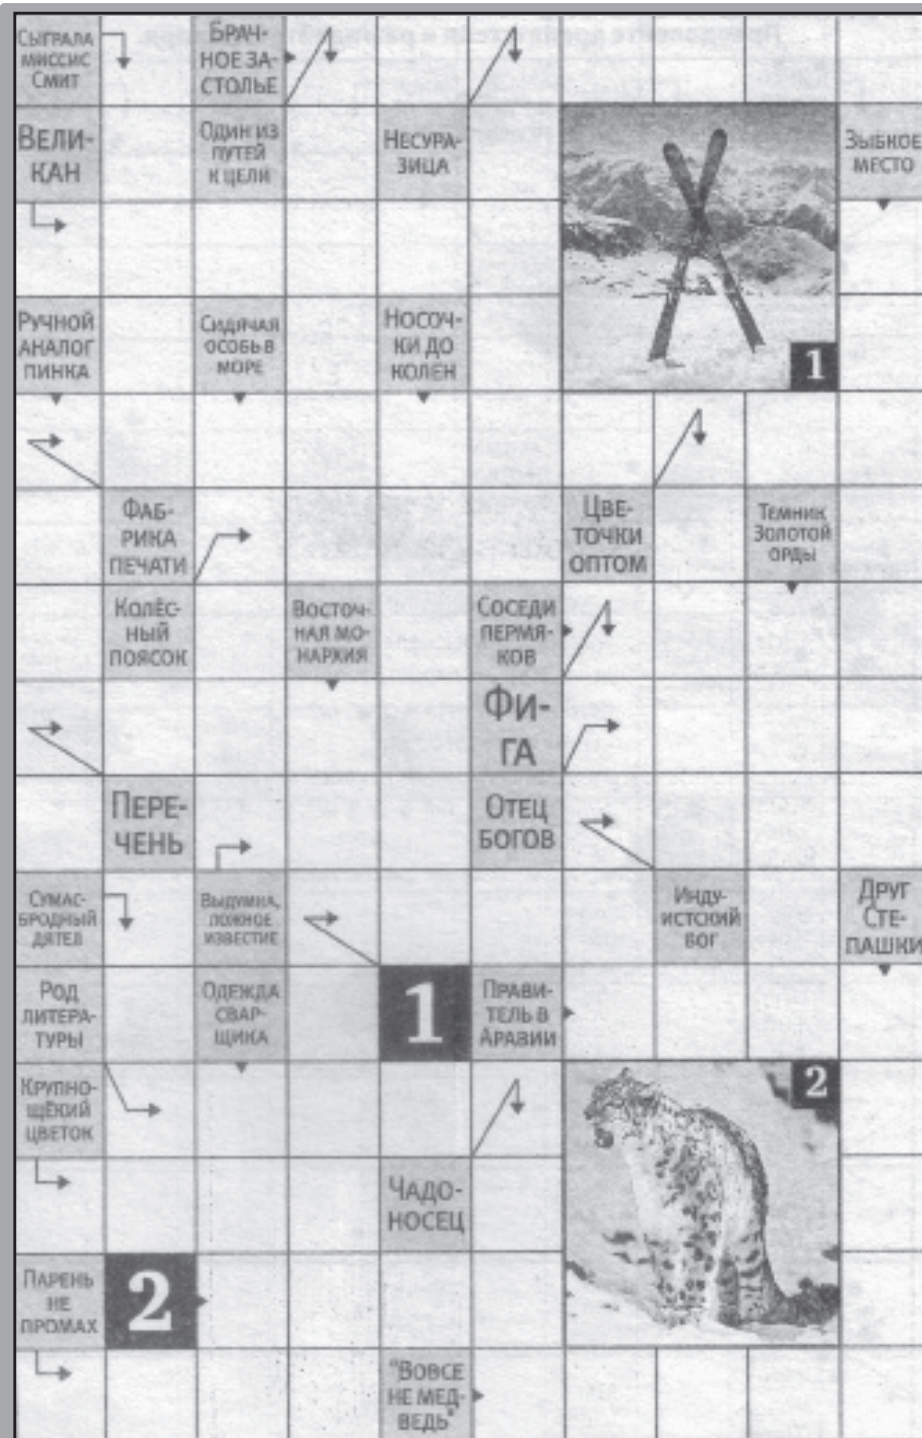 Сыграла
миссис
Смит
Брач-
ное за-
столье
Вели-
кан
Один из
путей
к цели
Несура-
зица
Зыбкое
место
Ручной
аналог
пинка
Сидячая
особь в
море
Носоч-
ки до
колен
1
Фаб-
рика
печати
Цве-
точки
оптом
Темник
Золотой
орды
Колёс-
ный
поясок
Восточ-
ная мо-
нархия
Соседи
пермя-
ков
Фи-
га
Пере-
чень
Отец
богов
Сумас-
бродный
дятел
Выдумка,
ложное
известие
Инду-
истский
бог
Друг
Сте-
пашки
Род
литера-
туры
Одежда
свар-
щика
1
Прави-
тель в
Аравии
Крупно-
щёкий
цветок
2
Чадо-
носец
Парень
не
промах
2
"Вовсе
не мед-
ведь"